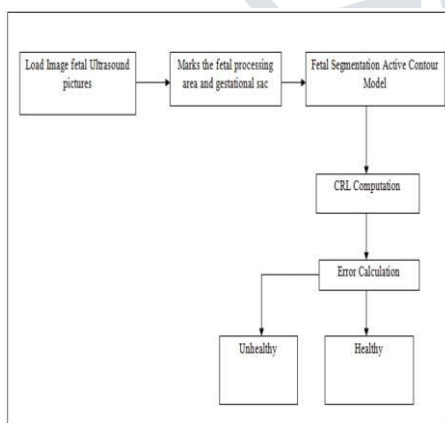 Load Image fetal Ultrasound
pictures
Marks the fetal processing
area and gestational sac
Fetal Segmentation Active Contour
Model
CRL Computation
Error Calculation
Unhealthy
Healthy